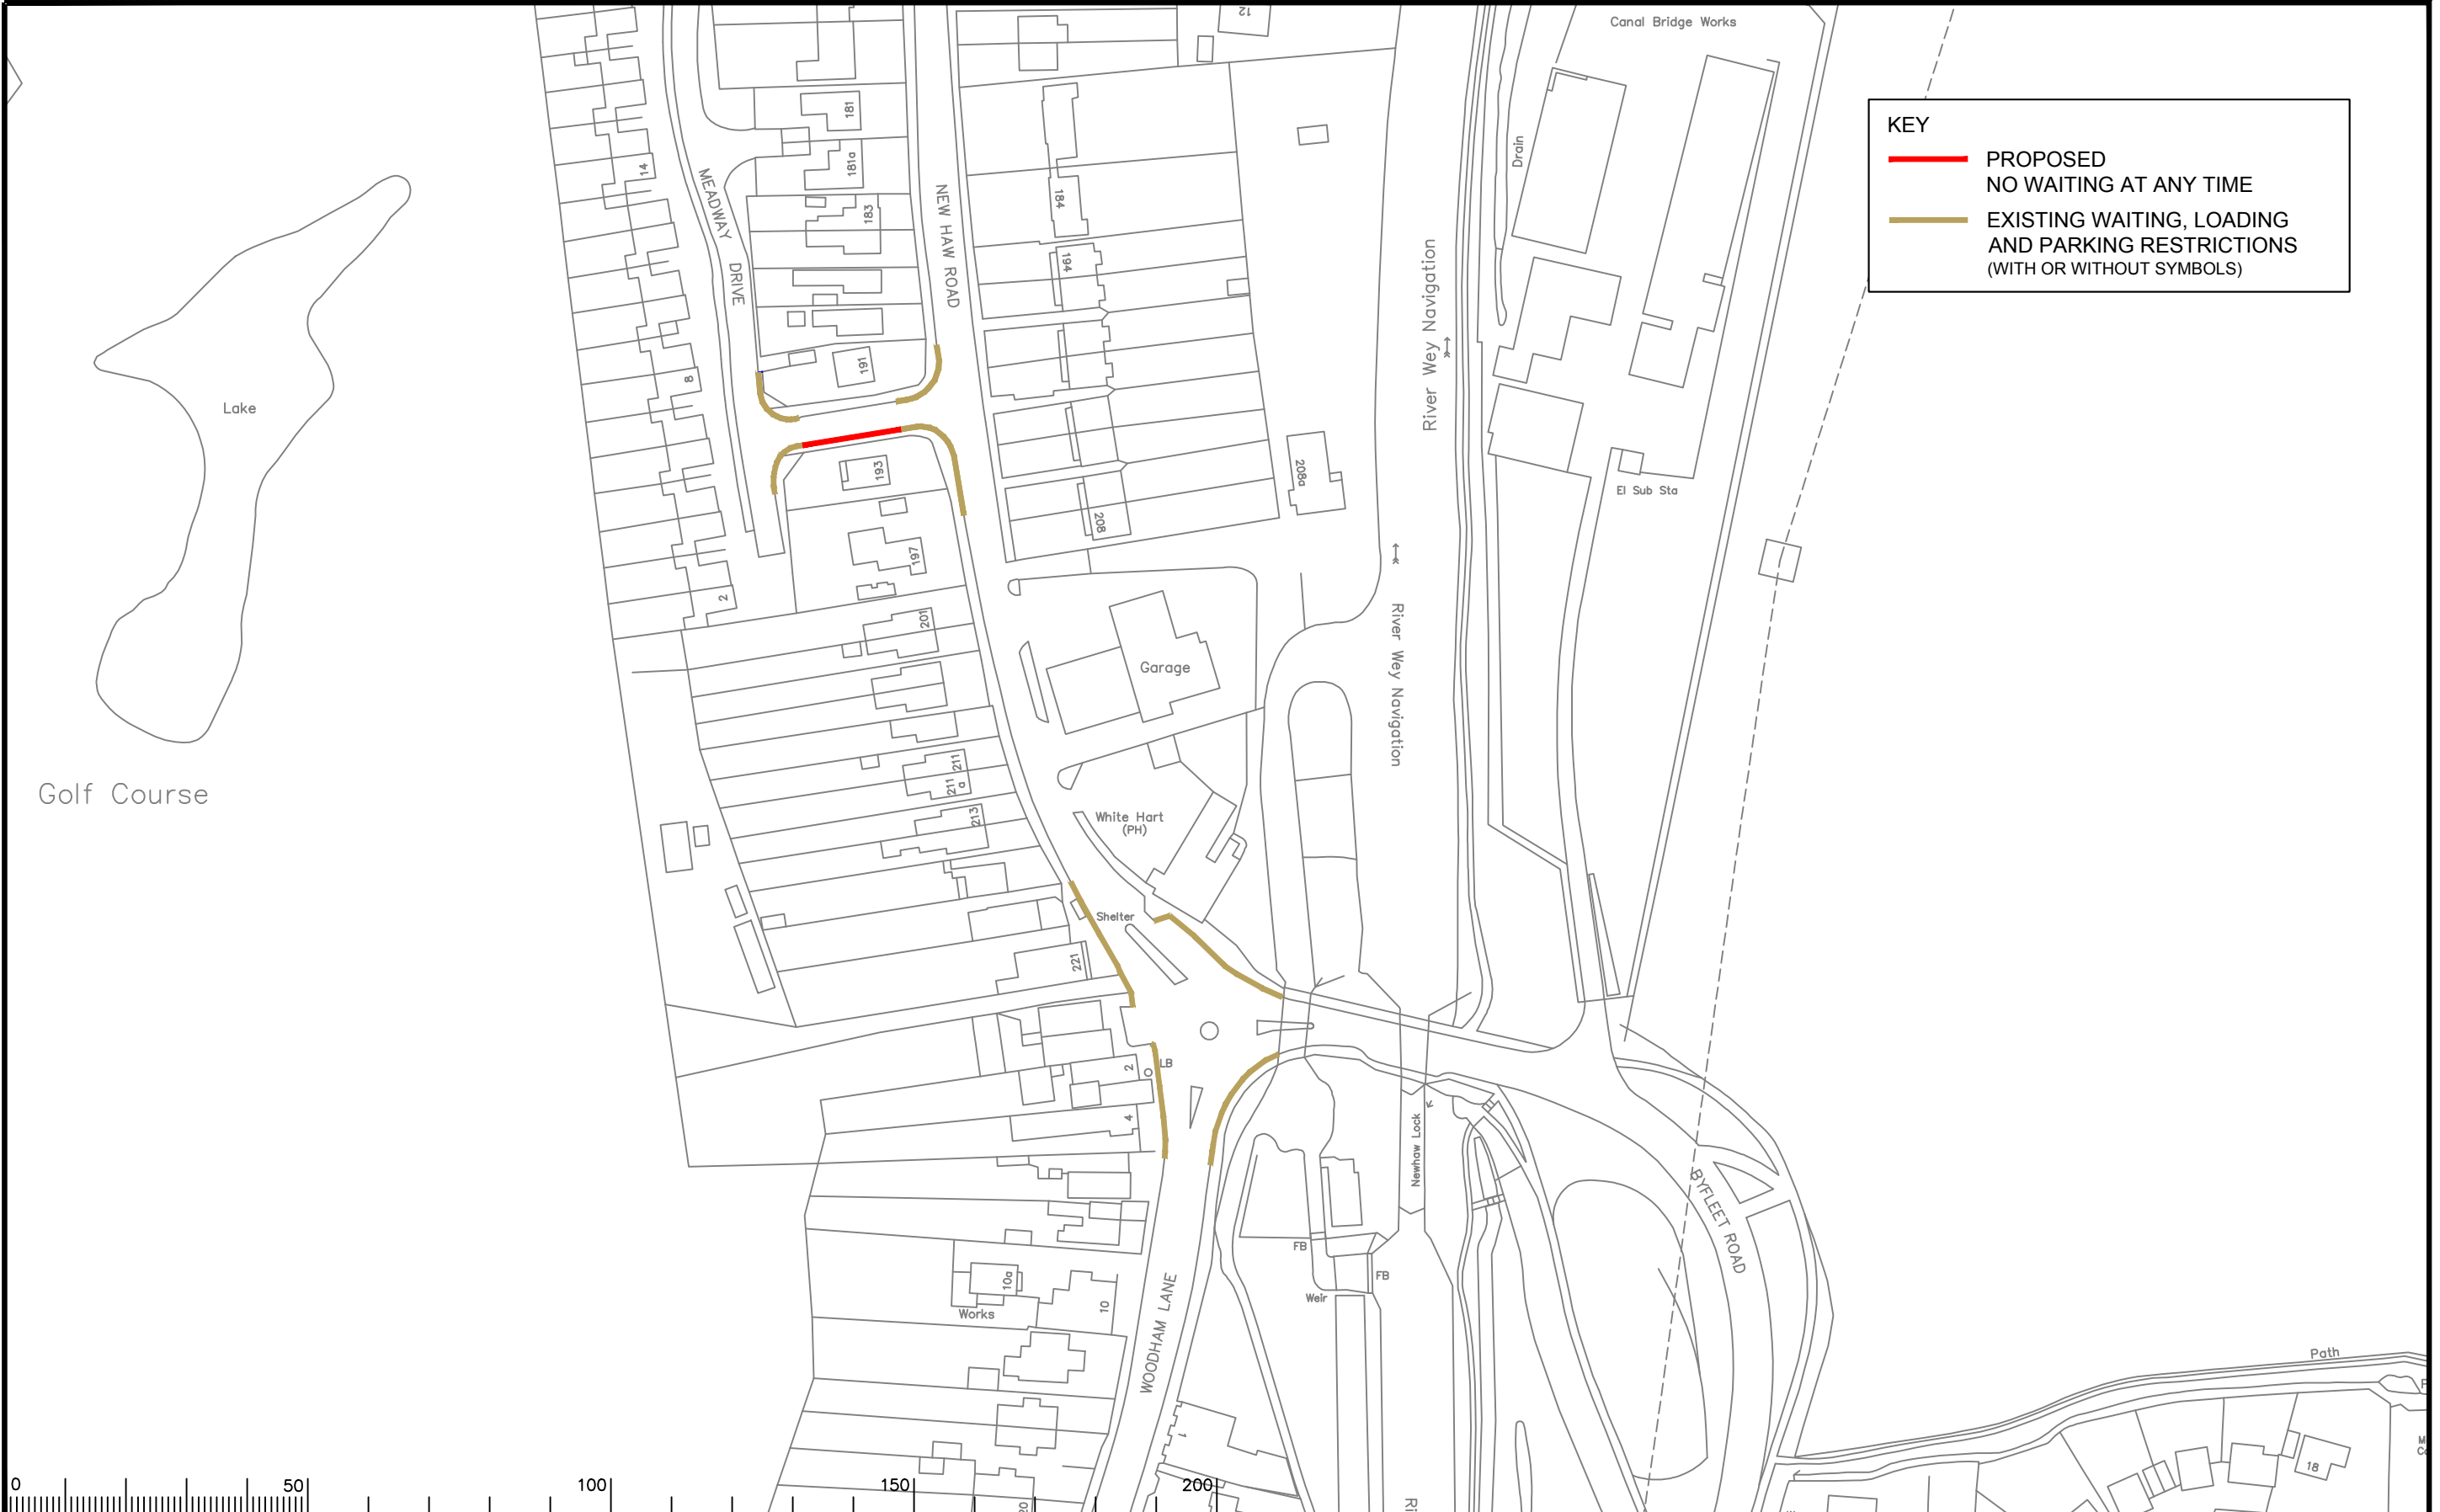 12
Canal Bridge Works
KEY
PROPOSED
NO WAITING AT ANY TIME
EXISTING WAITING, LOADING
AND PARKING RESTRICTIONS
(WITH OR WITHOUT SYMBOLS)
181
Drain
14
181a
MEADWAY
DRIVE
184
183
NEW HAW ROAD
194
River Wey Navigation
191
8
Lake
193
208a
El Sub Sta
208
197
2
201
River Wey Navigation
Garage
211
211
a
Golf Course
213
White Hart
(PH)
Shelter
221
LB
2
4
Newhaw Lock
BYFLEET ROAD
FB
FB
10a
Weir
10
Works
WOODHAM LANE
Path
1
18
0
50
100
150
200
20